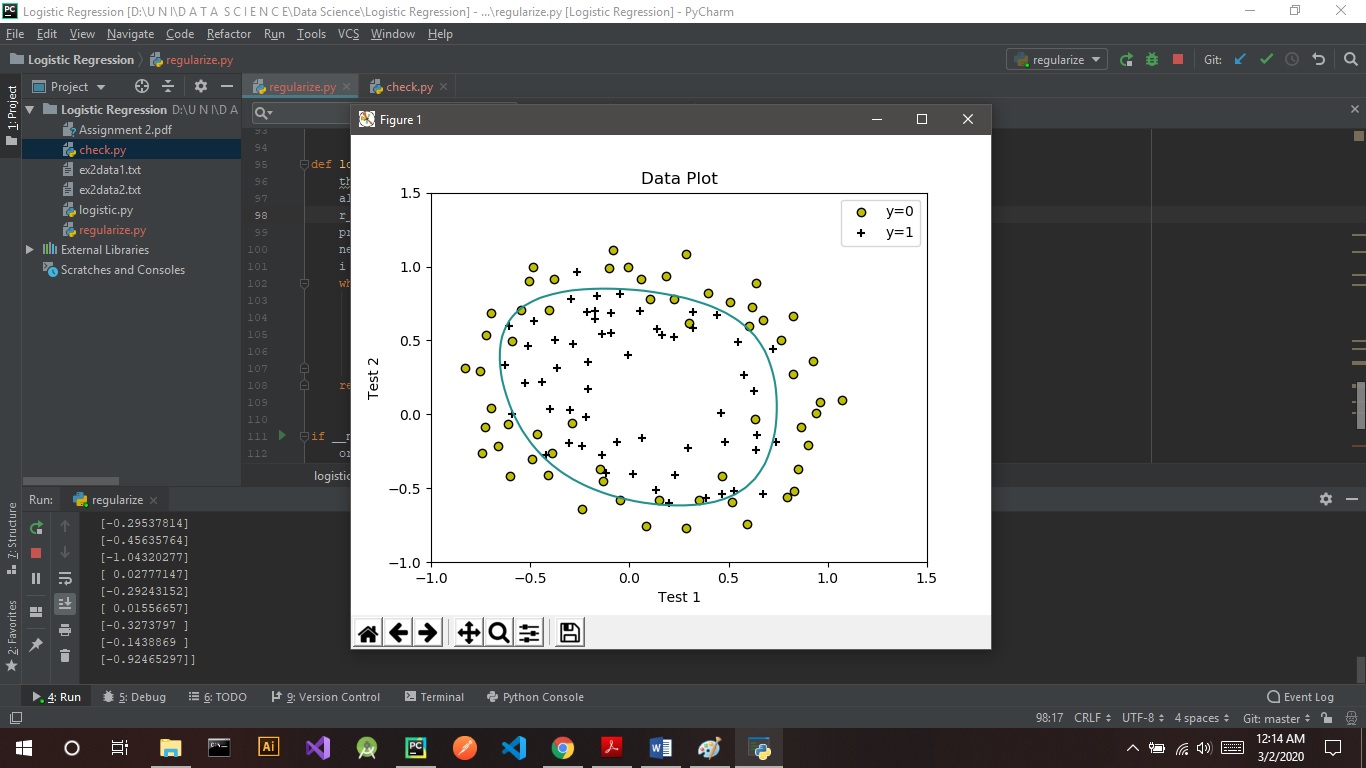 Logistic Regression [D:\U N I\D A T A  S C I E N C E\Data Science\Logistic Regression] - ...\regularize.py [Logistic Regression] - PyCharm
File Edit View Navigate Code Refactor Run Tools VCS Window Help
Logistic Regression regularize.py
regularize
Git:
1: Project
Project
regularize.py
check.py
Logistic Regression D:\U N I\D A
Assignment 2.pdf
check.py
ex2data1.txt
ex2data2.txt
logistic.py
regularize.py
External Libraries
Scratches and Consoles
93
94
95 def lo
96 th
97 al
98 r_
99 pr
100 ne
101 i
102 wh
103
104
105
106
107
108 re
109
110
111 if __n
112 or
logistic
Figure 1
Data Plot
y=0
y=1
1.5
1.0
0.5
0.0
−0.5
−1.0
Test 2
−1.0 −0.5 0.0 0.5 1.0 1.5
Test 1
Run: regularize
7: Structure
2: Favorites
[-0.29537814]
[-0.45635764]
[-1.04320277]
[ 0.02777147]
[-0.29243152]
[ 0.01556657]
[-0.3273797 ]
[-0.1438869 ]
[-0.92465297]]
4: Run 5: Debug 6: TODO 9: Version Control Terminal Python Console Event Log
98:17 CRLF UTF-8 4 spaces Git: master
12:14 AM
3/2/2020